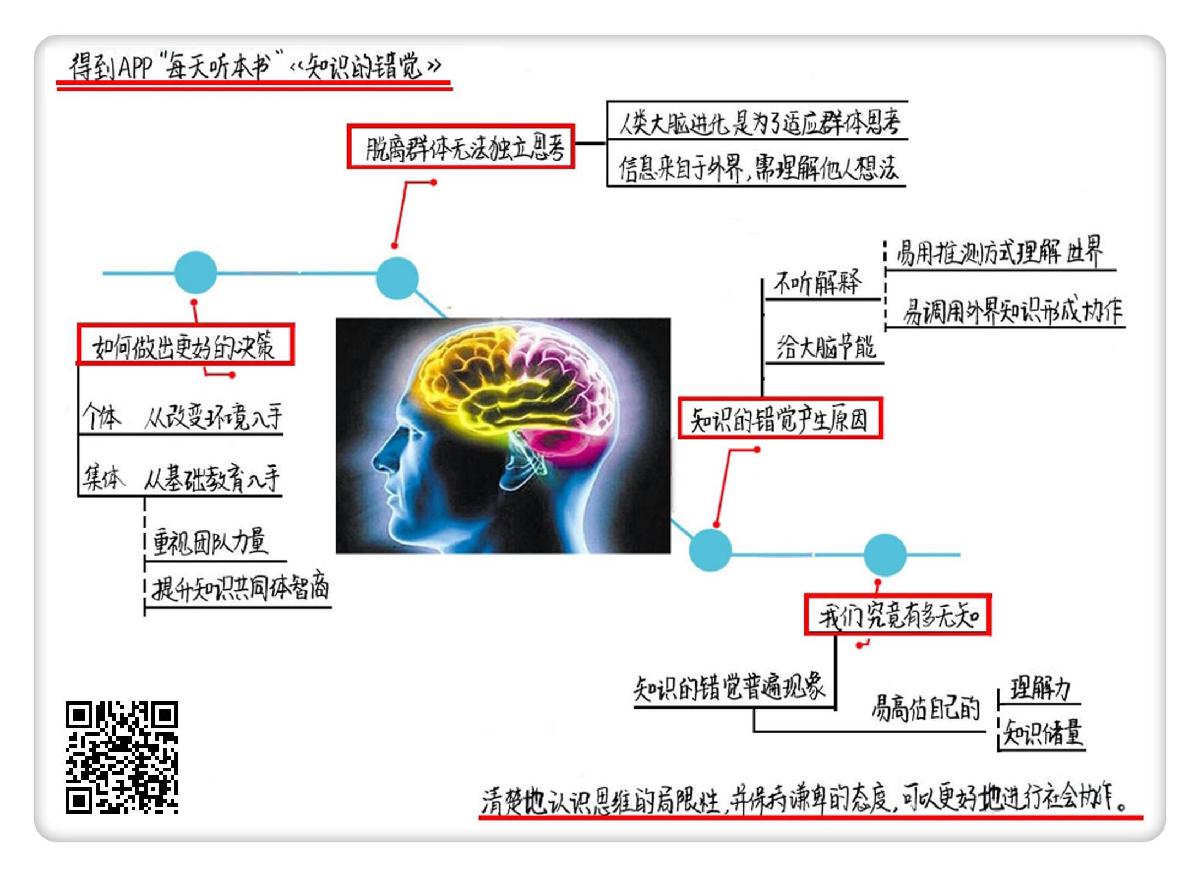 得到APP“每天听本书”《知识的错觉》
脱离群体无法独立思考
人类大脑进化是为了适应群体思考
信息来自于外界,需理解他人想法
如何做出更好的决策
个体 从改变环境入手
集体 从基础教育入手
重视团队力量
提升知识共同体智商
不听解释
易用推测方式理解世界
易调用外界知识形成协作
给大脑节能
知识的错觉产生原因
我们究竟有多无知
知识的错觉普遍现象
易高估自己的
理解力
知识储量
清楚地认识思维的局限性,并保持谦卑的态度,可以更好地进行社会协作。